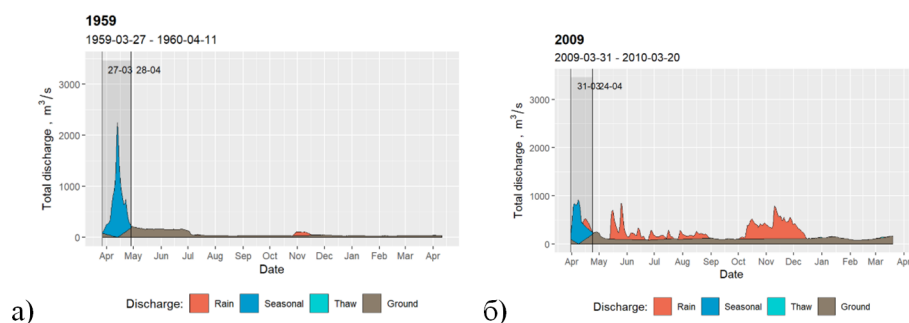 1959
1959-03-27 - 1960-04-11
27-03 28-04
Total discharge , m³/s
3000
2000
1000
0
Apr May Jun Jul Aug Sep Oct Nov Dec Jan Feb Mar Apr
Date
Discharge: Rain Seasonal Thaw Ground
а)
2009
2009-03-31 - 2010-03-20
31-03 24-04
Total discharge , m³/s
3000
2000
1000
0
Apr May Jun Jul Aug Sep Oct Nov Dec Jan Feb Mar Apr
Date
Discharge: Rain Seasonal Thaw Ground
б)